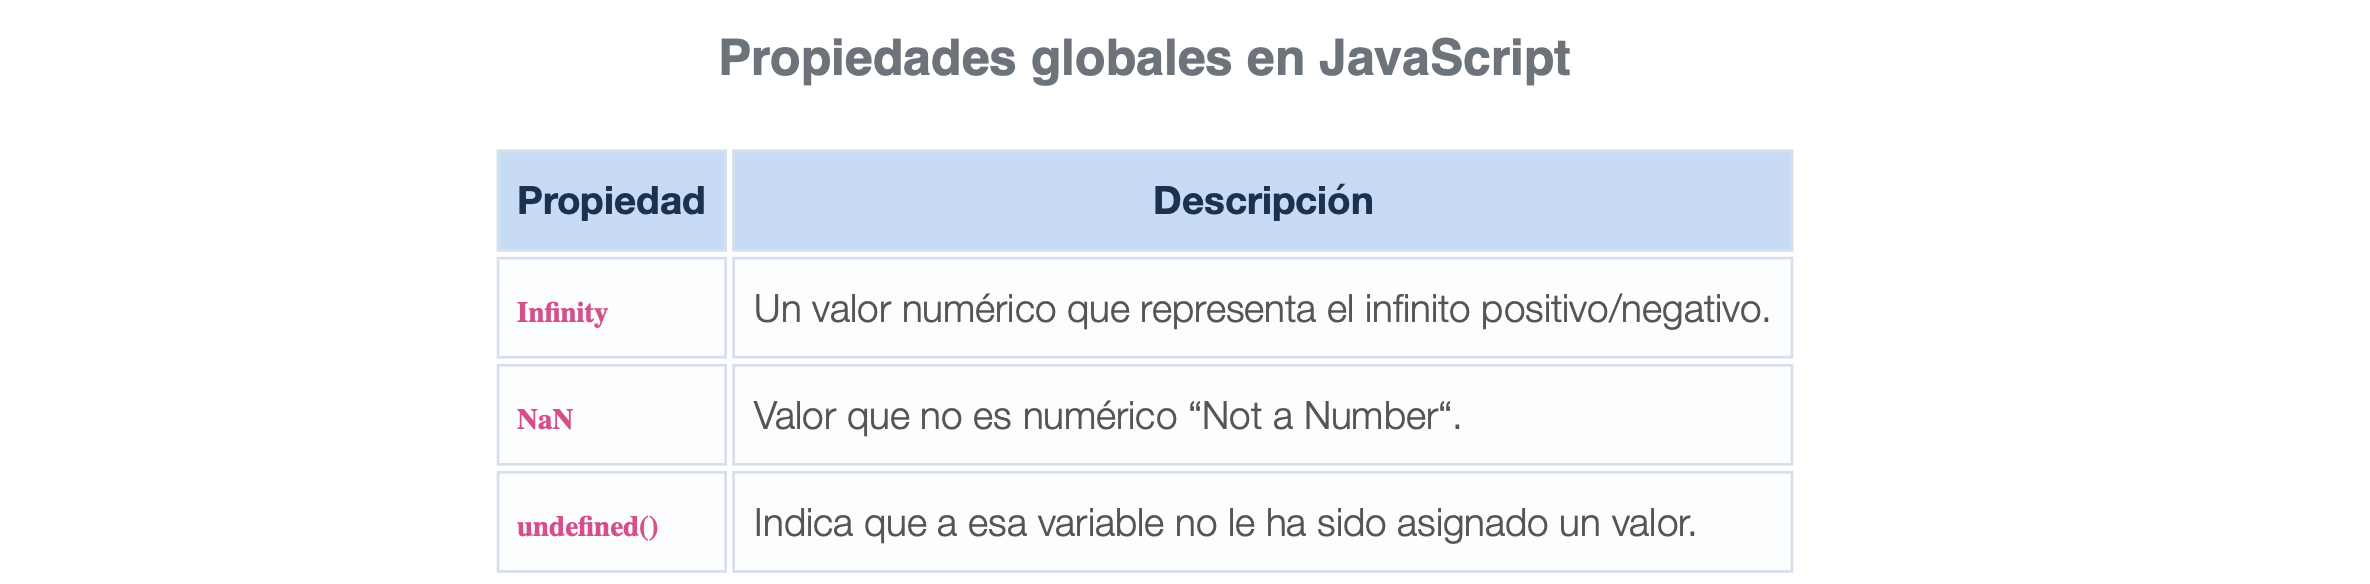 Propiedades globales en JavaScript
Propiedad Descripción
Infinity Un valor numérico que representa el infinito positivo/negativo.
NaN Valor que no es numérico “Not a Number“.
undefined() Indica que a esa variable no le ha sido asignado un valor.